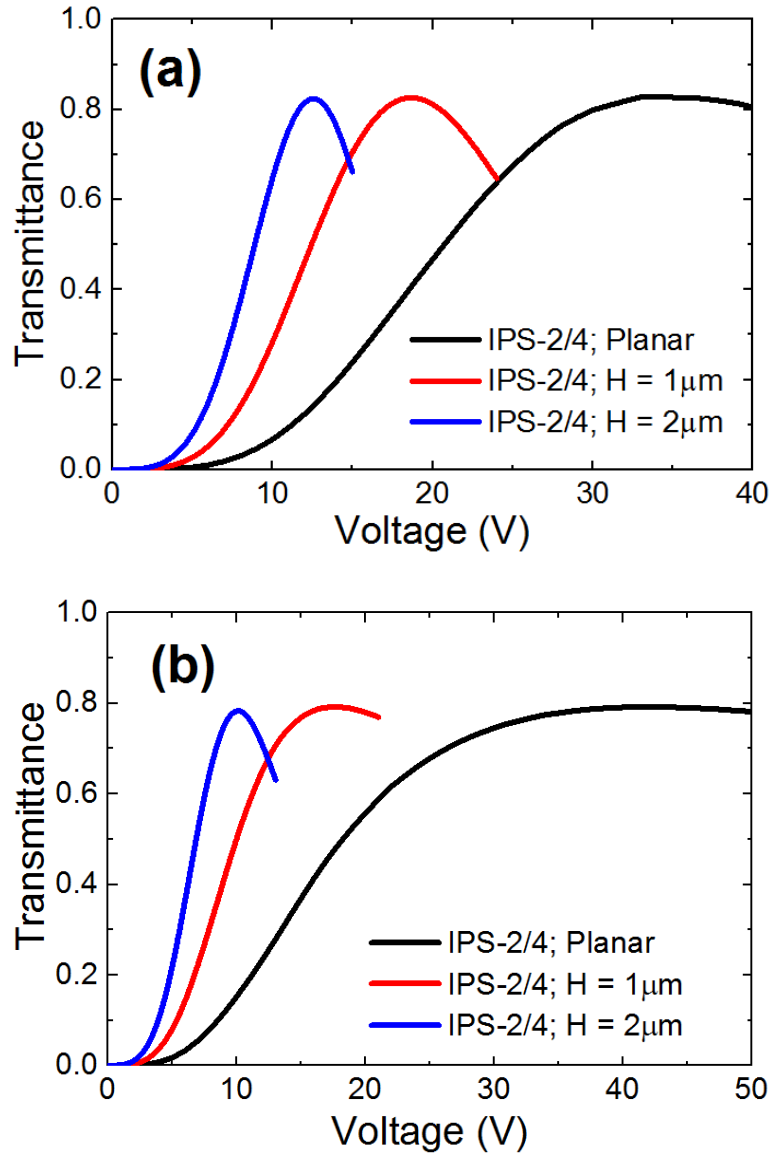 (a)
1.0
0.8
0.6
0.4
0.2
0.0
Transmittance
IPS-2/4; Planar
IPS-2/4; H = 1μm
IPS-2/4; H = 2μm
0 10 20 30 40
Voltage (V)
(b)
1.0
0.8
0.6
0.4
0.2
0.0
Transmittance
IPS-2/4; Planar
IPS-2/4; H = 1μm
IPS-2/4; H = 2μm
0 10 20 30 40 50
Voltage (V)